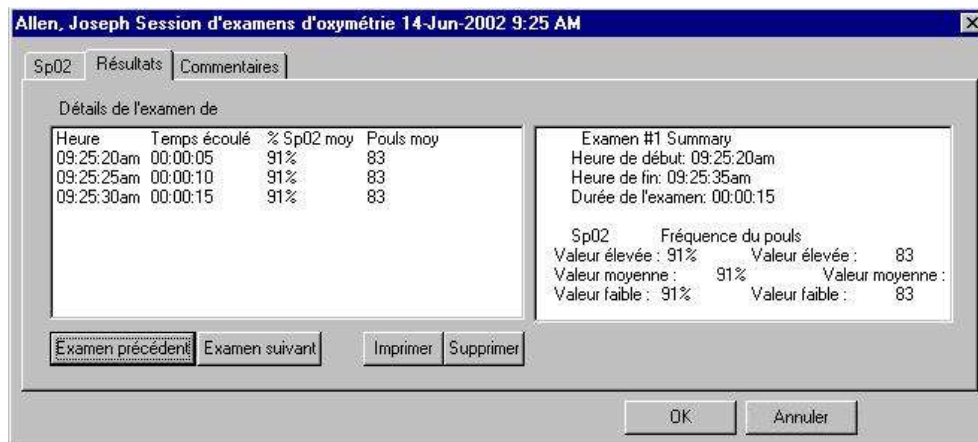 Allen, Joseph Session d'examens d'oxymétrie 14-Jun-2002 9:25 AM
Sp02 Résultats Commentaires
Détails de l'examen de
Heure Temps écoulé % Sp02 moy Pouls moy
09:25:20am 00:00:05 91% 83
09:25:25am 00:00:10 91% 83
09:25:30am 00:00:15 91% 83
Examen #1 Summary
Heure de début: 09:25:20am
Heure de fin: 09:25:35am
Durée de l'examen: 00:00:15
Sp02 Fréquence du pouls
Valeur élevée : 91% Valeur élevée : 83
Valeur moyenne : 91% Valeur moyenne :
Valeur faible : 91% Valeur faible : 83
Examen précédent Examen suivant Imprimer Supprimer
OK Annuler